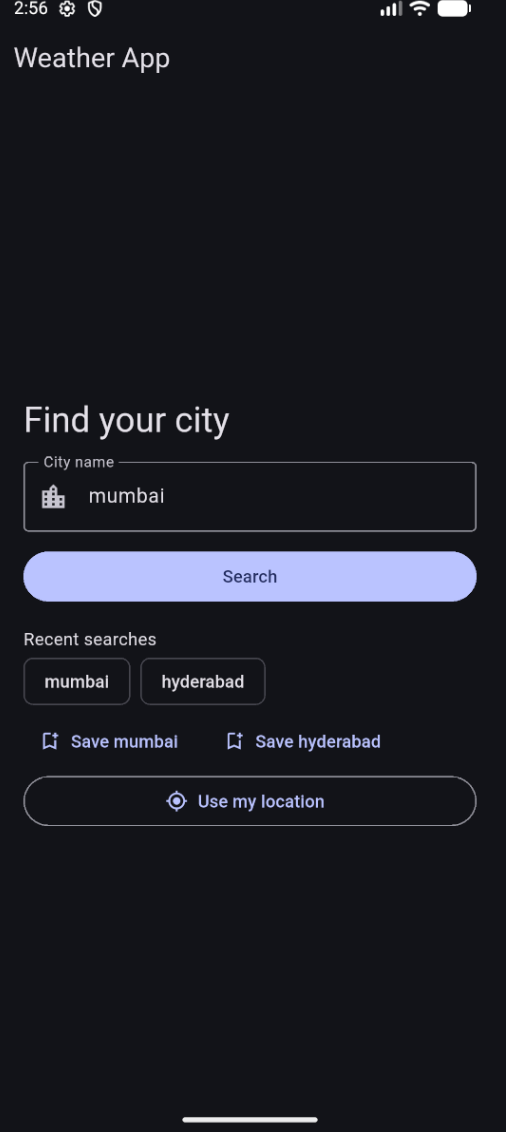 2:56
Weather App
Find your city
City name
mumbai
Search
Recent searches
mumbai hyderabad
Save mumbai Save hyderabad
Use my location